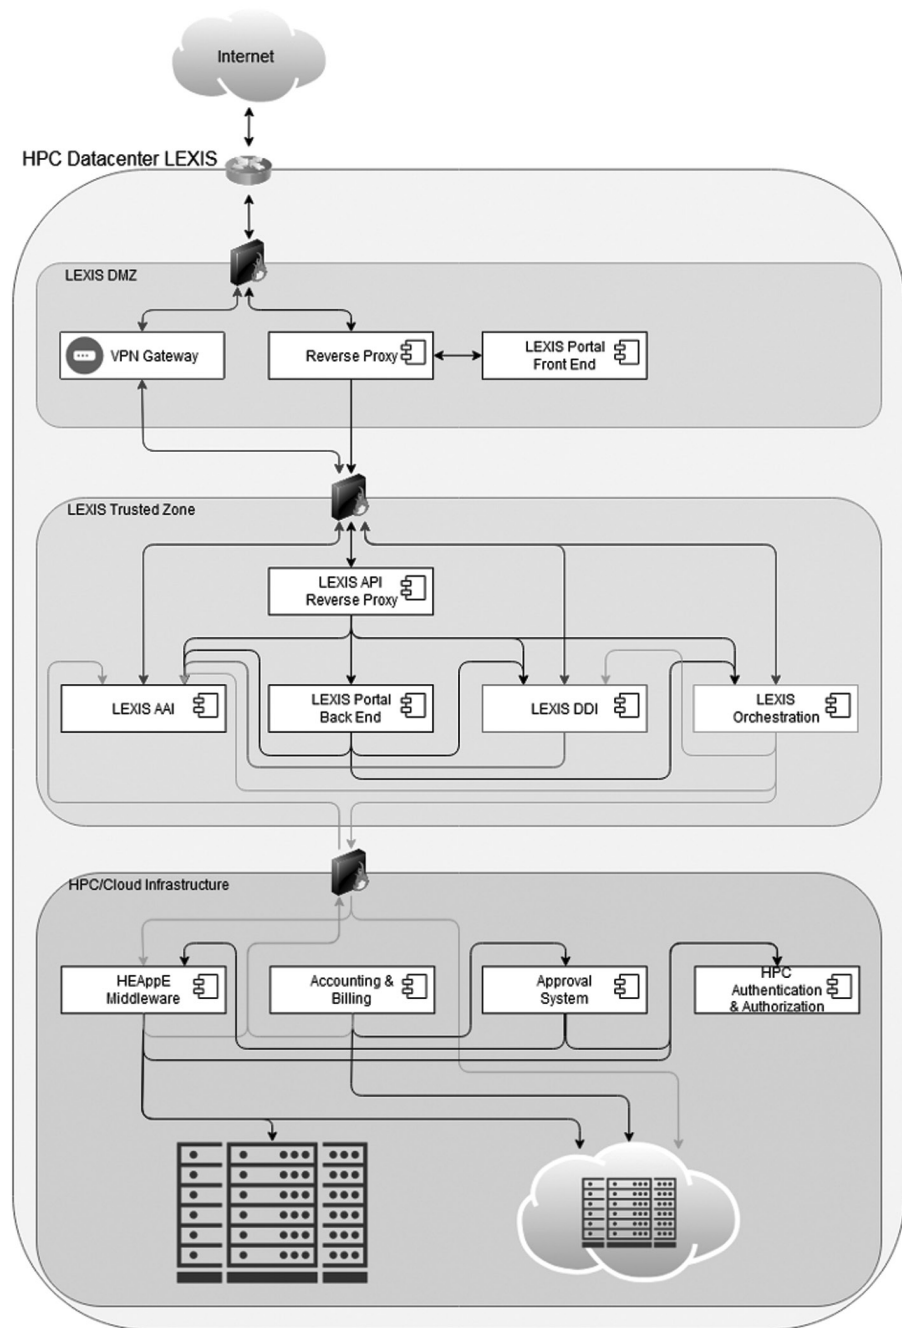 Internet
HPC Datacenter LEXIS
LEXIS DMZ
VPN Gateway
Reverse Proxy
LEXIS Portal
Front End
LEXIS Trusted Zone
LEXIS API
Reverse Proxy
LEXIS AAI
LEXIS Portal
Back End
LEXIS DDI
LEXIS
Orchestration
HPC/Cloud Infrastructure
HEAppE
Middleware
Accounting &
Billing
Approval
System
HPC
Authentication
& Authorization